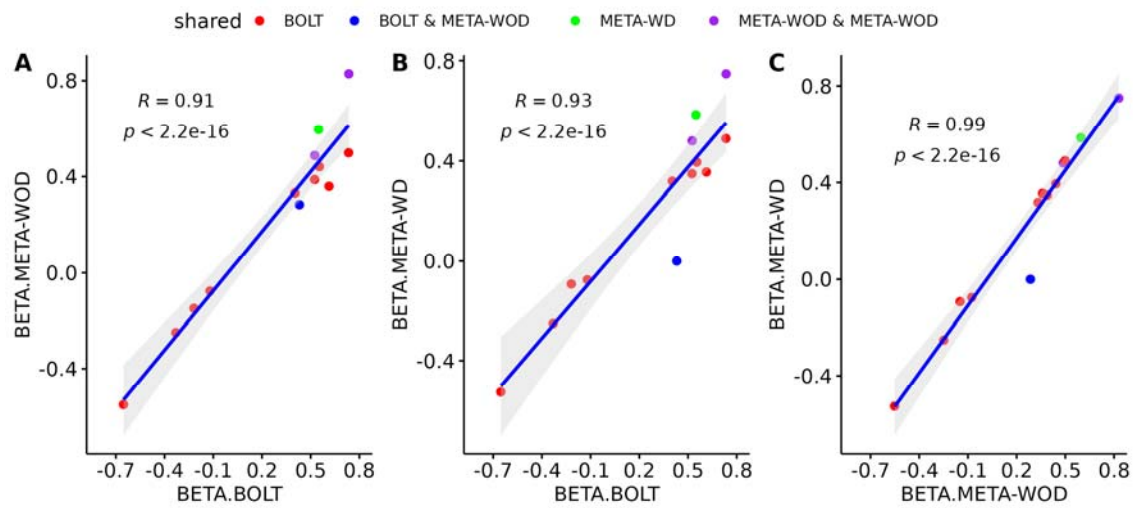 shared BOLT BOLT & META-WOD META-WD META-WOD & META-WOD
A
R = 0.91
p < 2.2e-16
BETA.META-WOD
0.8
0.4
0.0
-0.4
-0.7 -0.4 -0.1 0.2 0.5 0.8
BETA.BOLT
B
R = 0.93
p < 2.2e-16
BETA.META-WD
0.8
0.4
0.0
-0.4
-0.7 -0.4 -0.1 0.2 0.5 0.8
BETA.BOLT
C
R = 0.99
p < 2.2e-16
BETA.META-WD
0.8
0.4
0.0
-0.4
-0.7 -0.4 -0.1 0.2 0.5 0.8
BETA.META-WOD